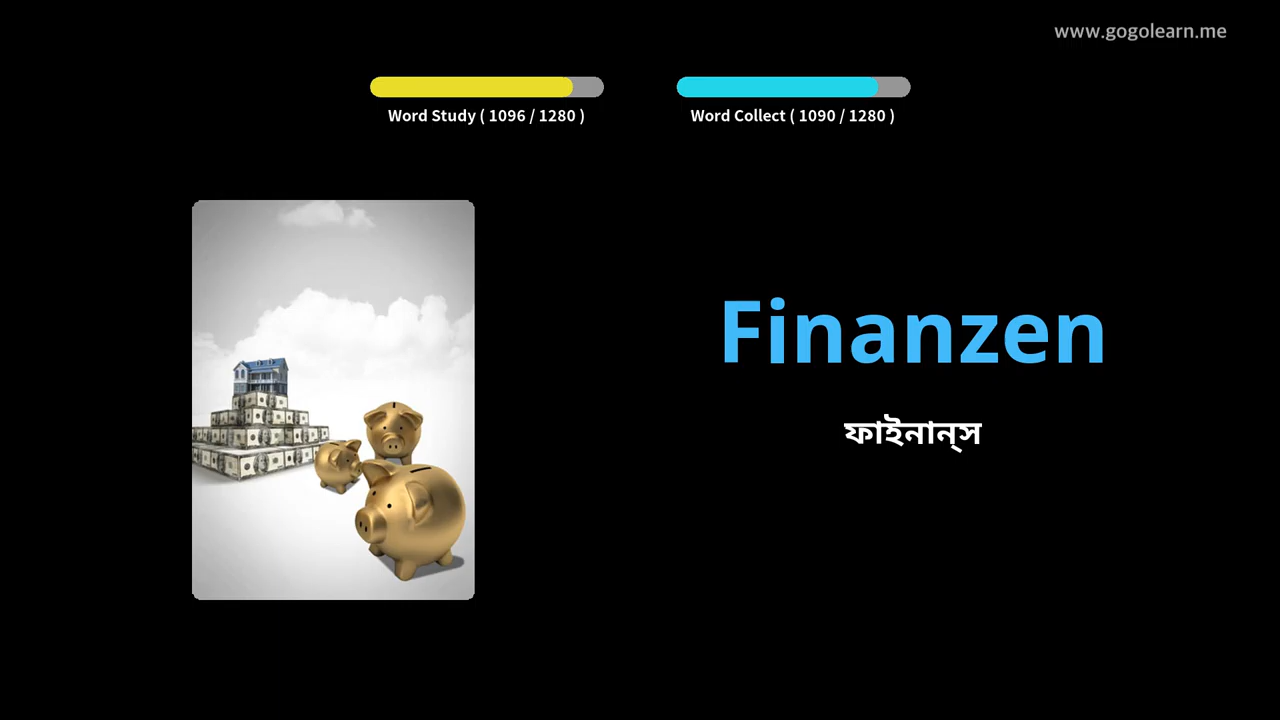 www.gogolearn.me
Word Study ( 1096 / 1280 )
Word Collect ( 1090 / 1280 )
Finanzen
ফাইনান্‌স